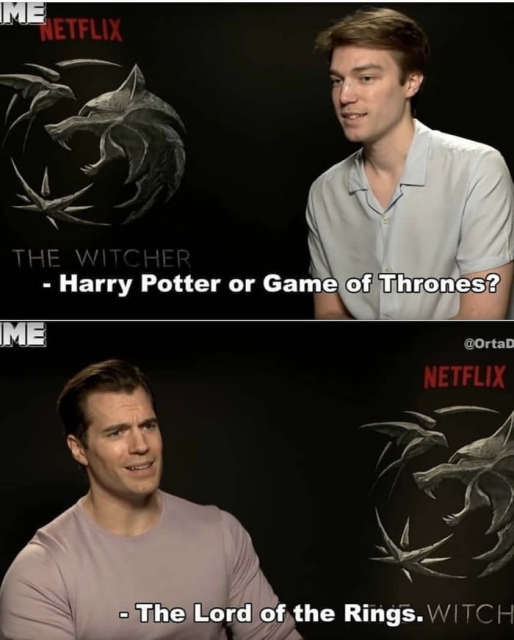 ME
NETFLIX
THE WITCHER
- Harry Potter or Game of Thrones?
ME
@OrtaD
NETFLIX
- The Lord of the Rings.
WITCH